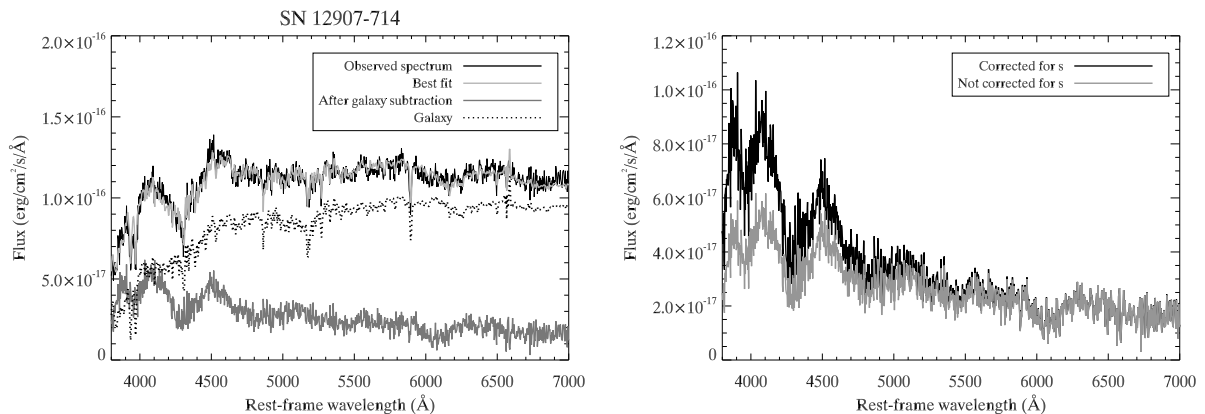 SN 12907-714
2.0×10⁻¹⁶
1.5×10⁻¹⁶
1.0×10⁻¹⁶
5.0×10⁻¹⁷
0
Flux (erg/cm²/s/Å)
Observed spectrum
Best fit
After galaxy subtraction
Galaxy
4000 4500 5000 5500 6000 6500 7000
Rest-frame wavelength (Å)
1.2×10⁻¹⁶
1.0×10⁻¹⁶
8.0×10⁻¹⁷
6.0×10⁻¹⁷
4.0×10⁻¹⁷
2.0×10⁻¹⁷
0
Flux (erg/cm²/s/Å)
Corrected for s
Not corrected for s
4000 4500 5000 5500 6000 6500 7000
Rest-frame wavelength (Å)